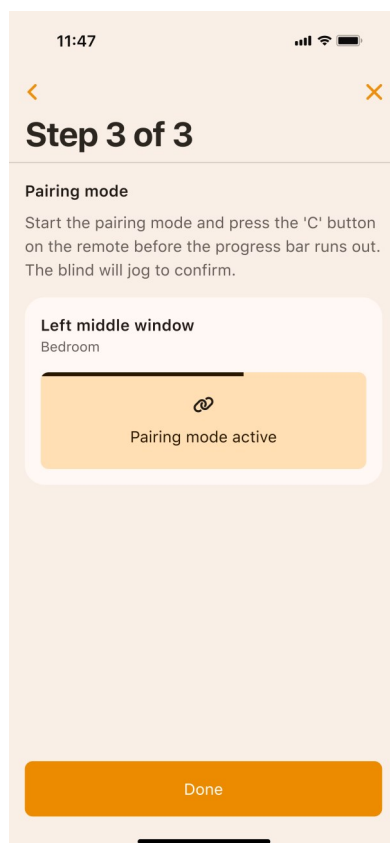 11:47
Step 3 of 3
Pairing mode
Start the pairing mode and press the 'C' button
on the remote before the progress bar runs out.
The blind will jog to confirm.
Left middle window
Bedroom
Pairing mode active
Done